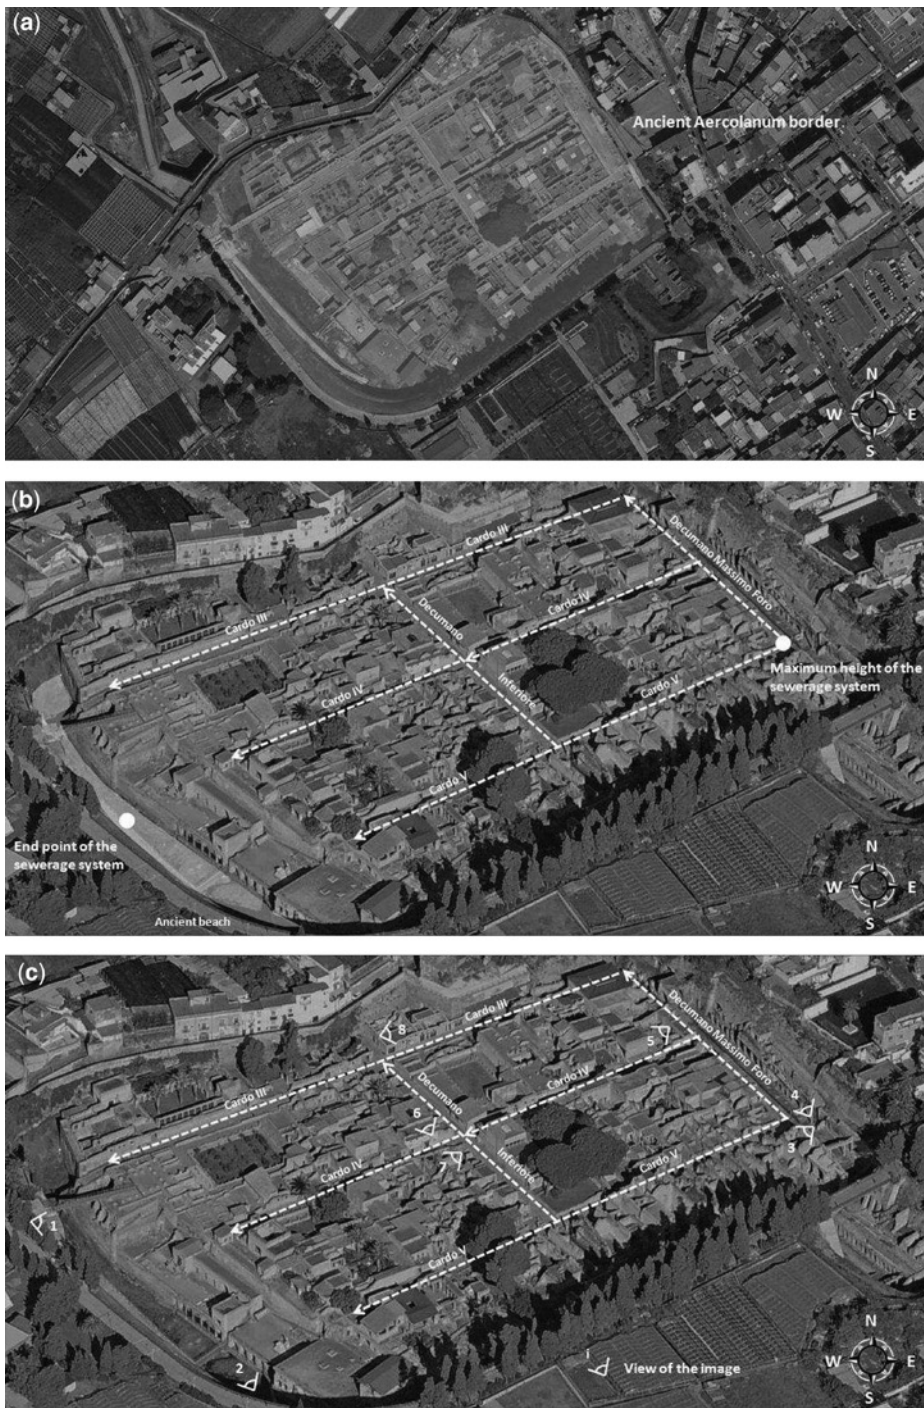 (a)
Ancient Aercolanum border
N
W E
S
(b)
Cardo III
Decumano Massimo Foro
Cardo III
Decumano
Cardo IV
Maximum height of the
sewerage system
Cardo IV
Inferiore
Cardo V
Cardo V
End point of the
sewerage system
Ancient beach
N
W E
S
(c)
Cardo III
8
5
Decumano Massimo Foro
Cardo III
Decumano
Cardo IV
4
6
3
Cardo IV
7
Inferiore
Cardo V
1
Cardo V
2
i
View of the image
N
W E
S